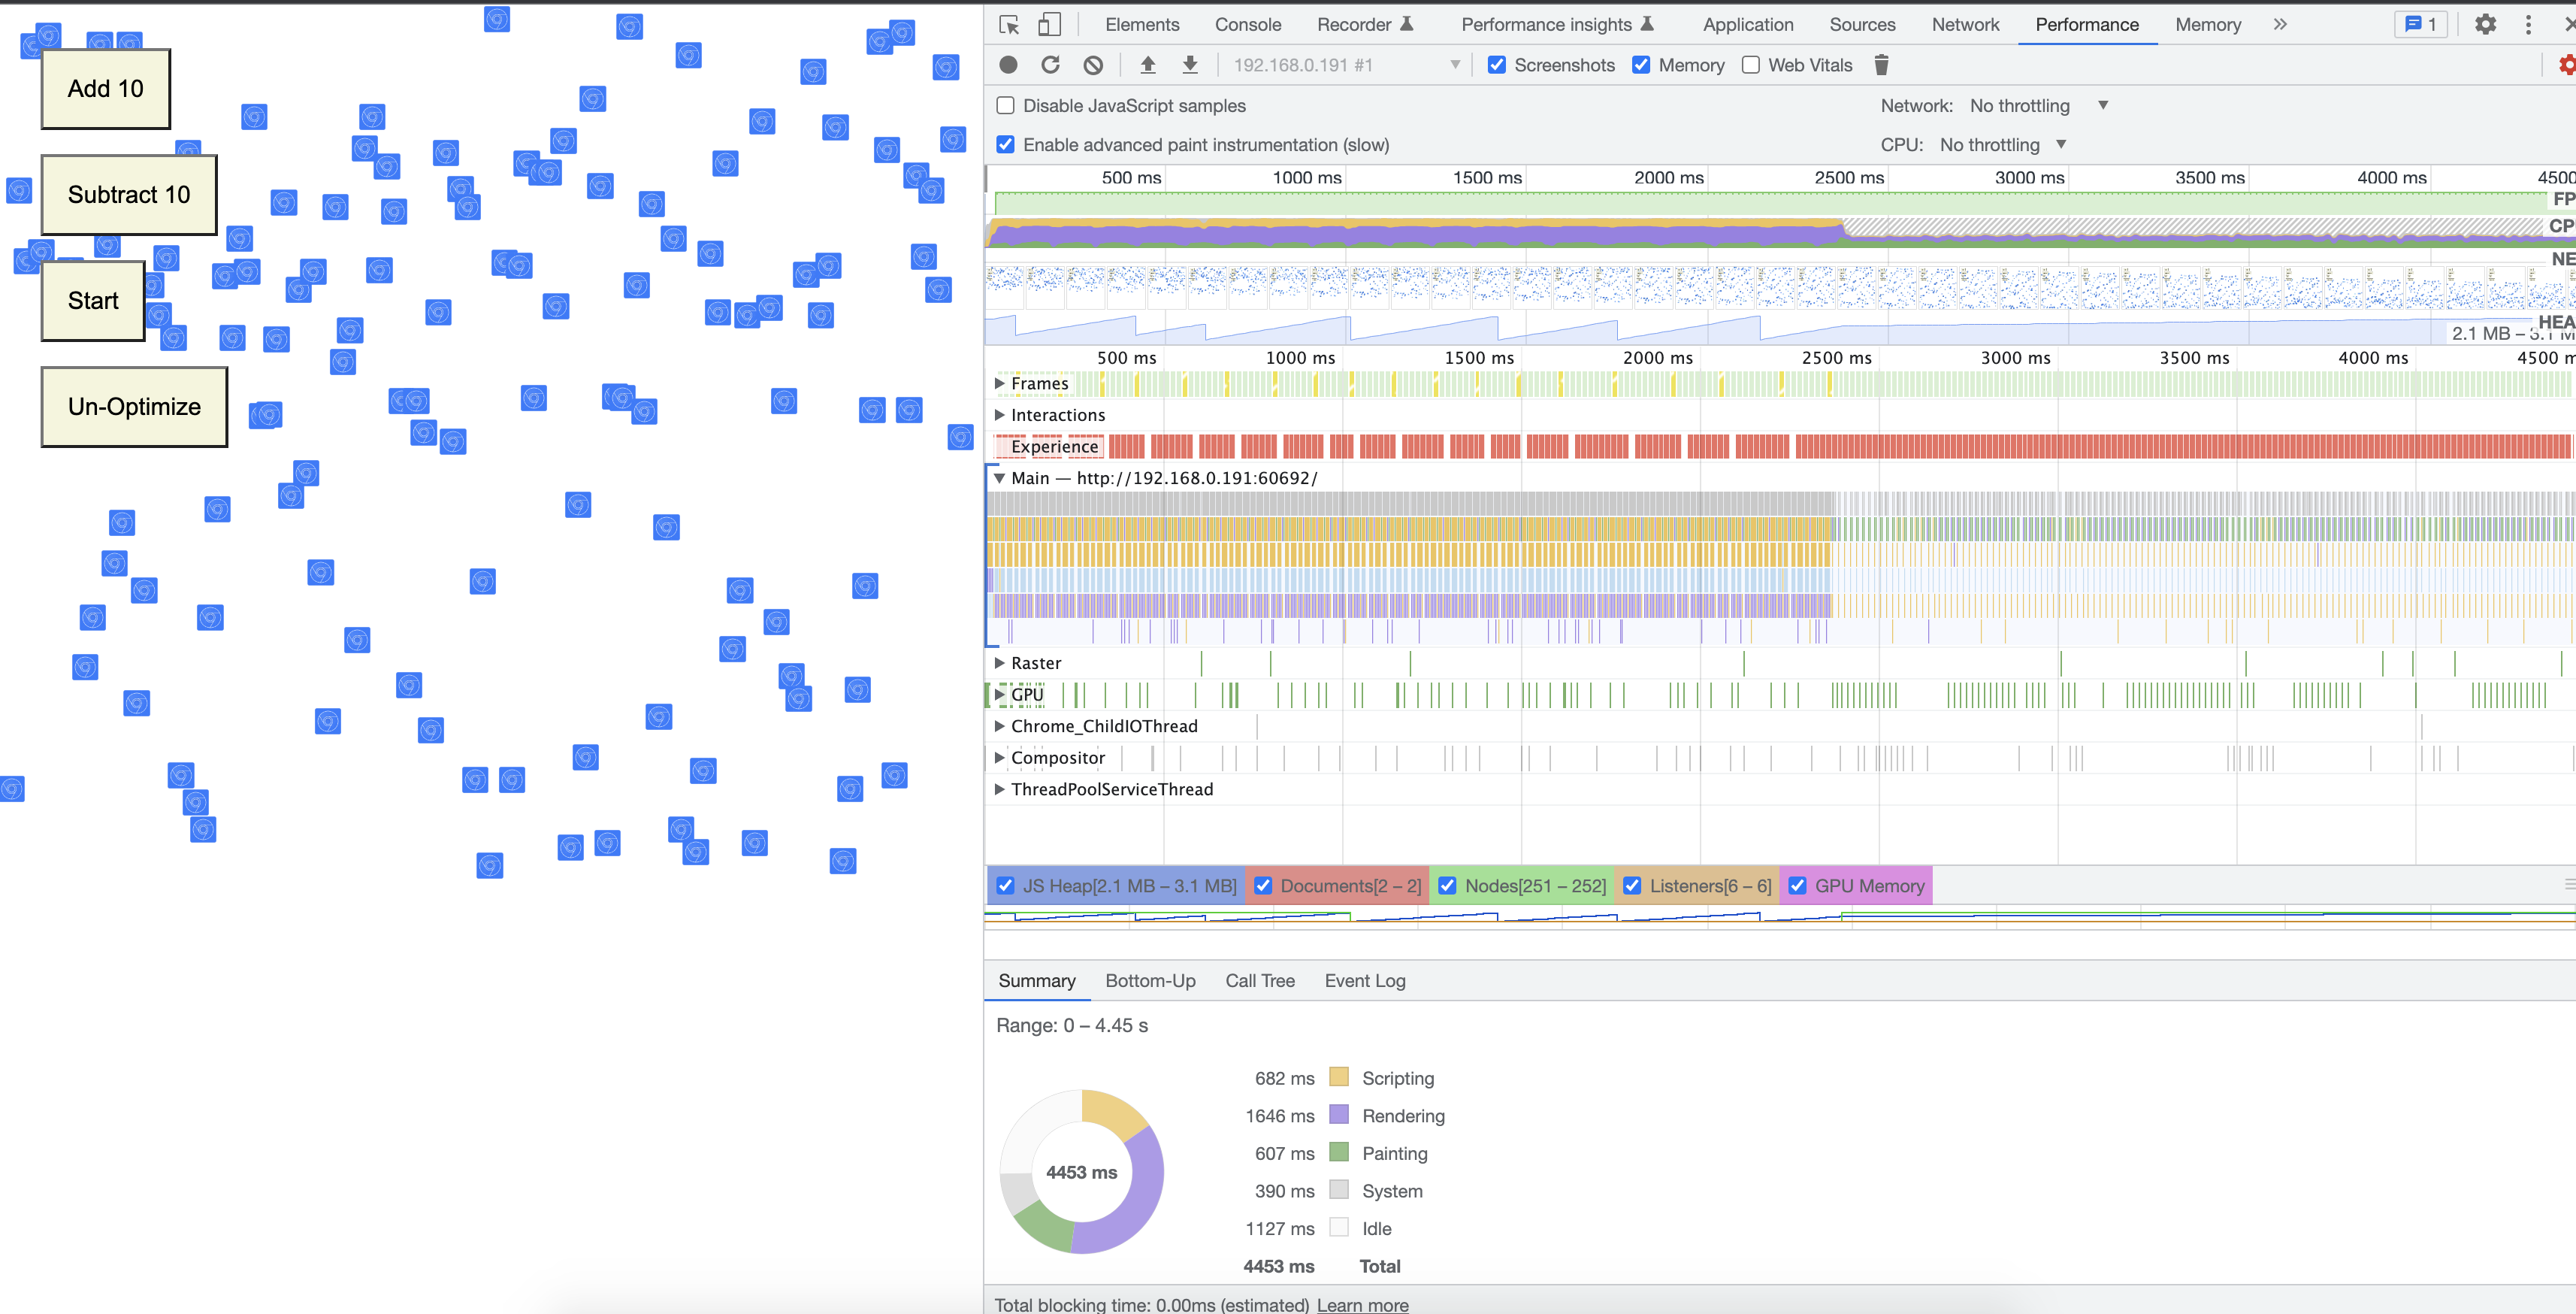 Add 10
Subtract 10
Start
Un-Optimize
Elements Console Recorder Performance insights Application Sources Network Performance Memory 1
192.168.0.191 #1 Screenshots Memory Web Vitals
Disable JavaScript samples Network: No throttling
Enable advanced paint instrumentation (slow) CPU: No throttling
500 ms 1000 ms 1500 ms 2000 ms 2500 ms 3000 ms 3500 ms 4000 ms 4500
FP
CP
NE
HEA
2.1 MB – 3.1 M
500 ms 1000 ms 1500 ms 2000 ms 2500 ms 3000 ms 3500 ms 4000 ms 4500 m
Frames
Interactions
Experience
Main — http://192.168.0.191:60692/
Raster
GPU
Chrome_ChildIOThread
Compositor
ThreadPoolServiceThread
JS Heap[2.1 MB – 3.1 MB] Documents[2 – 2] Nodes[251 – 252] Listeners[6 – 6] GPU Memory
Summary Bottom-Up Call Tree Event Log
Range: 0 – 4.45 s
4453 ms
682 ms Scripting
1646 ms Rendering
607 ms Painting
390 ms System
1127 ms Idle
4453 ms Total
Total blocking time: 0.00ms (estimated) Learn more